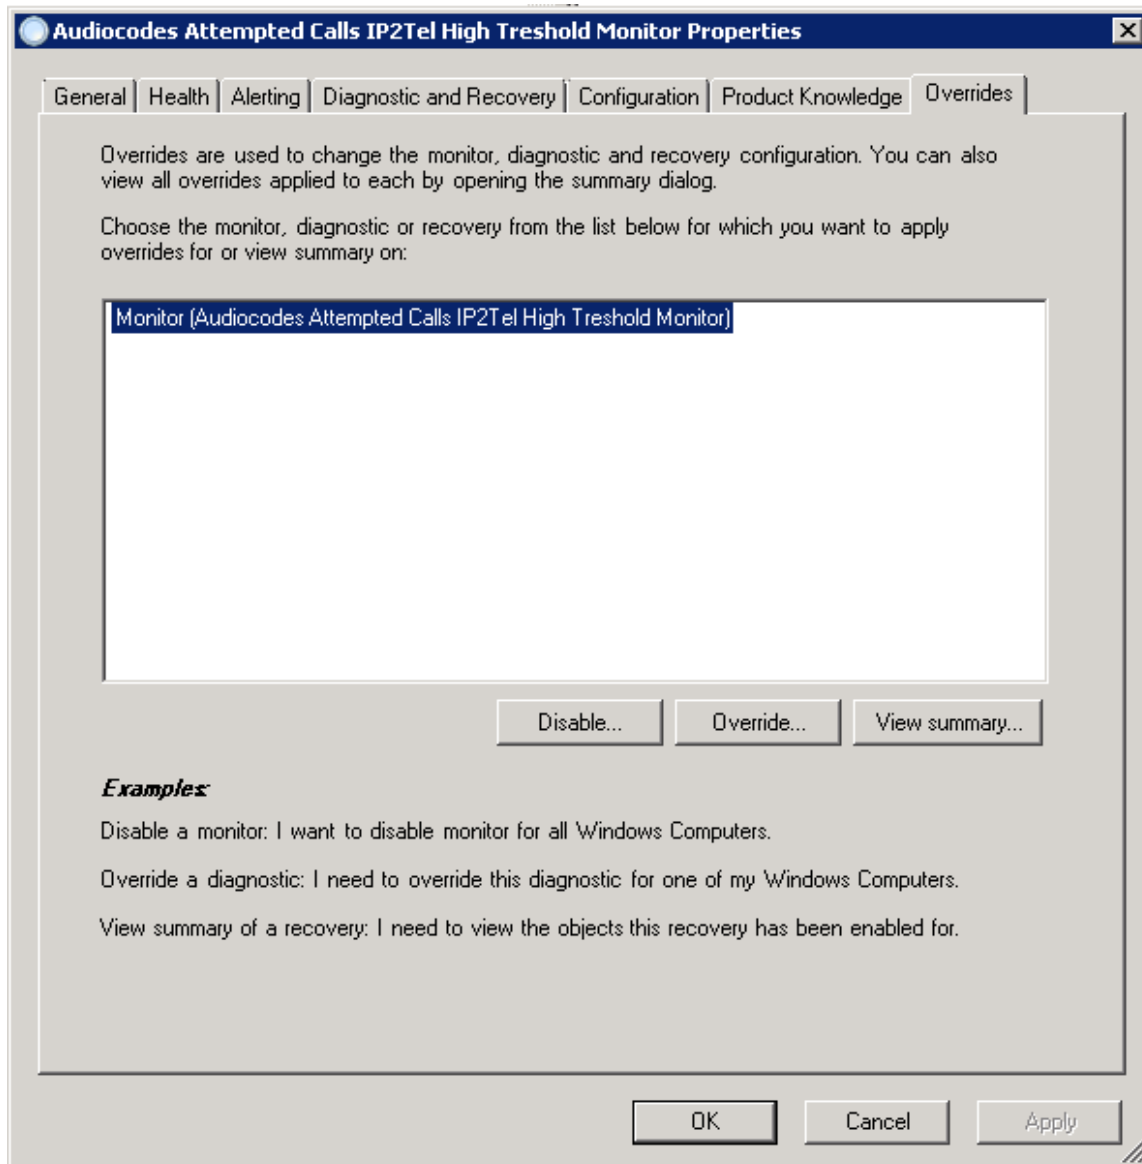 Audiocodes Attempted Calls IP2Tel High Treshold Monitor Properties
General Health Alerting Diagnostic and Recovery Configuration Product Knowledge Overrides
Overrides are used to change the monitor, diagnostic and recovery configuration. You can also
view all overrides applied to each by opening the summary dialog.
Choose the monitor, diagnostic or recovery from the list below for which you want to apply
overrides for or view summary on:
Monitor (Audiocodes Attempted Calls IP2Tel High Treshold Monitor)
Disable... Override... View summary...
Examples:
Disable a monitor: I want to disable monitor for all Windows Computers.
Override a diagnostic: I need to override this diagnostic for one of my Windows Computers.
View summary of a recovery: I need to view the objects this recovery has been enabled for.
OK Cancel Apply